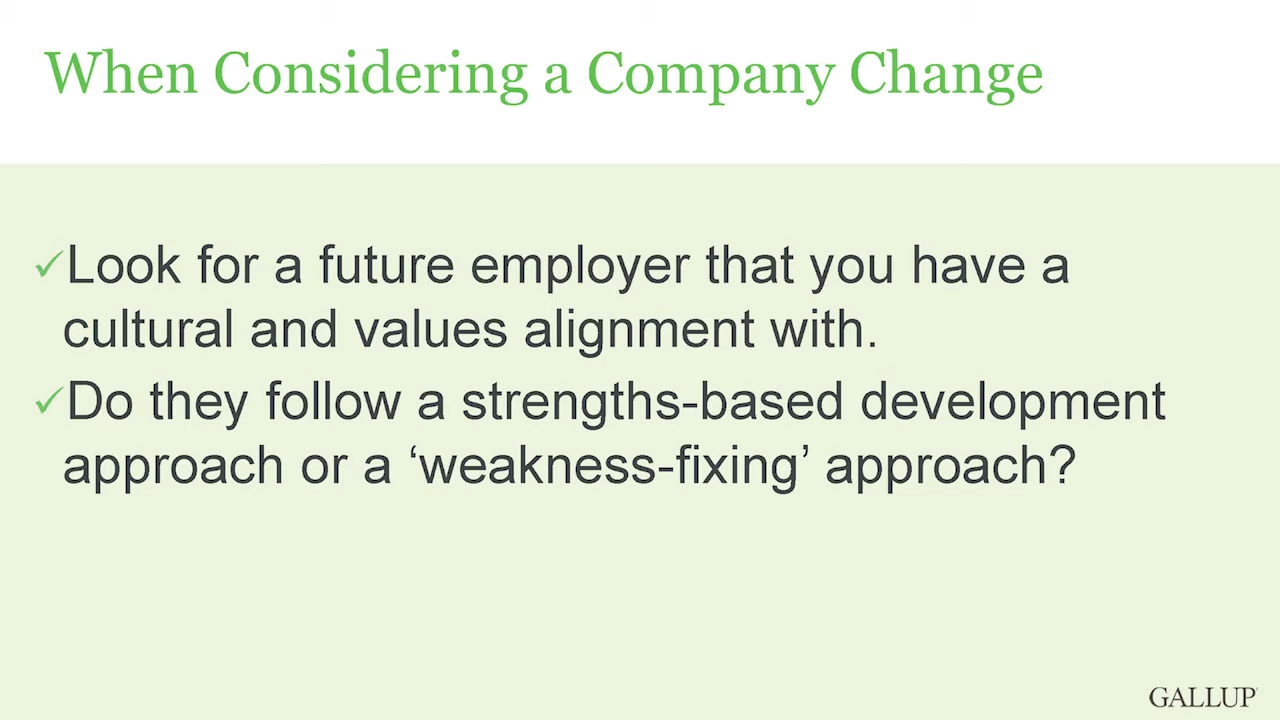 When Considering a Company Change
✓Look for a future employer that you have a
cultural and values alignment with.
✓Do they follow a strengths-based development
approach or a ‘weakness-fixing’ approach?
GALLUP